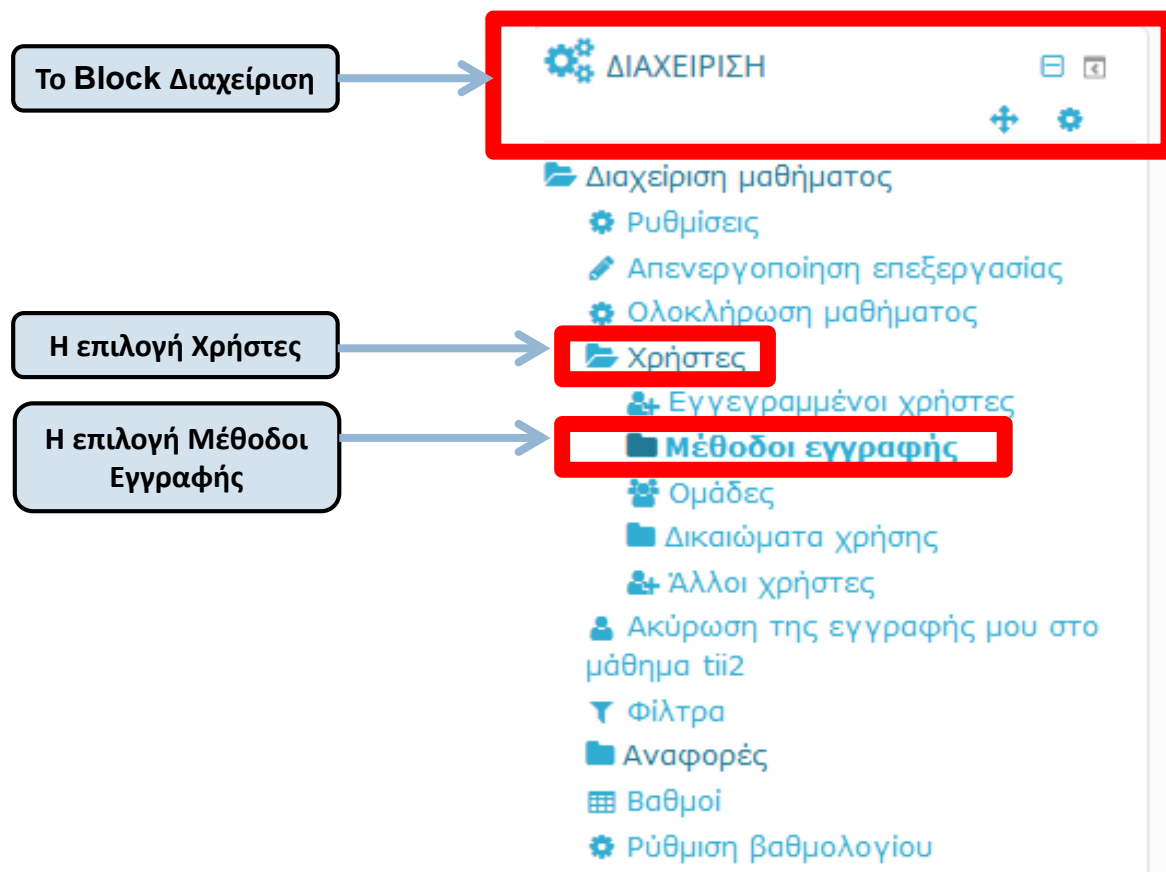 Το Block Διαχείριση
ΔΙΑΧΕΙΡΙΣΗ
Διαχείριση μαθήματος
Ρυθμίσεις
Απενεργοποίηση επεξεργασίας
Ολοκλήρωση μαθήματος
Η επιλογή Χρήστες
Χρήστες
Εγγεγραμμένοι χρήστες
Η επιλογή Μέθοδοι
Εγγραφής
Μέθοδοι εγγραφής
Ομάδες
Δικαιώματα χρήσης
Άλλοι χρήστες
Ακύρωση της εγγραφής μου στο
μάθημα tii2
Φίλτρα
Αναφορές
Βαθμοί
Ρύθμιση βαθμολογίου